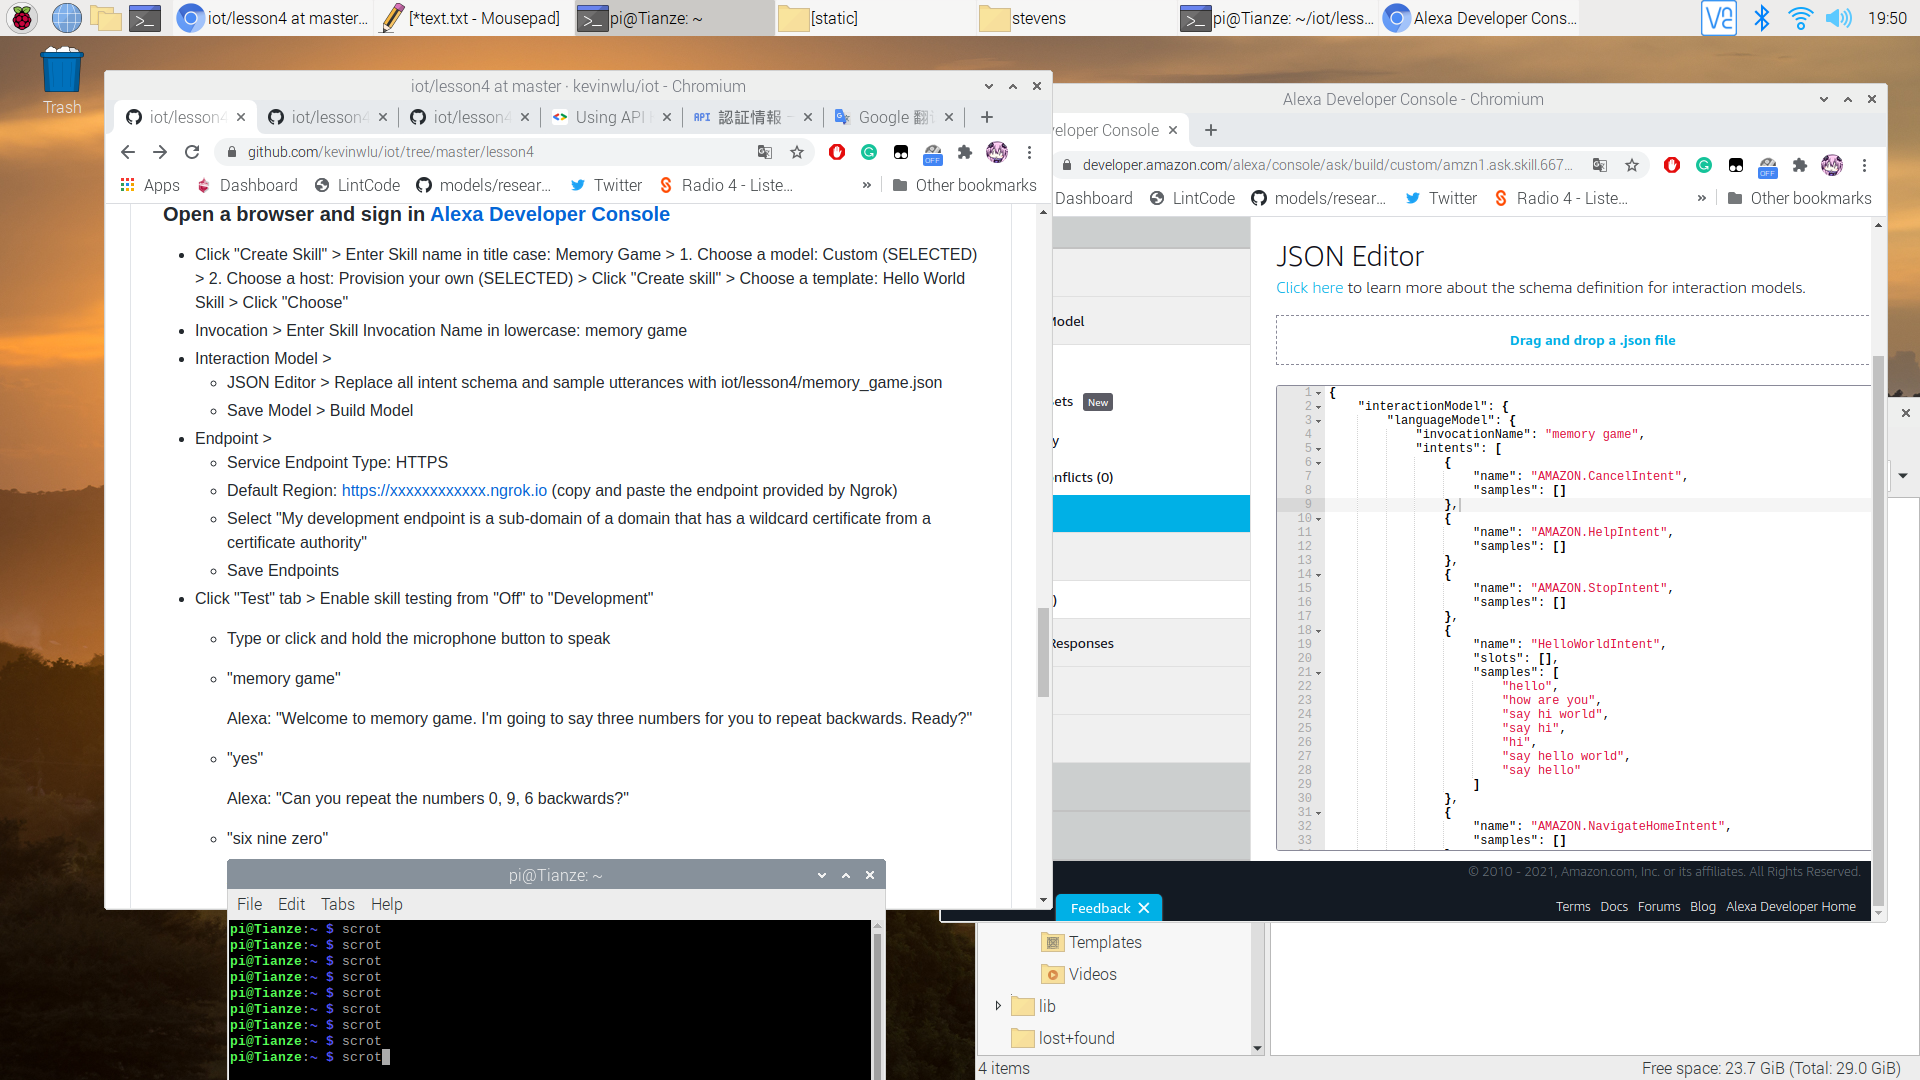 iot/lesson4 at master...
[*text.txt - Mousepad]
pi@Tianze: ~
[static]
stevens
pi@Tianze: ~/iot/less...
Alexa Developer Cons...
19:50
Trash
iot/lesson4 at master · kevinwlu/iot - Chromium
iot/lesson4
iot/lesson4
iot/lesson4
Using API
API 認証情報 -
Google 翻
github.com/kevinwlu/iot/tree/master/lesson4
OFF
Apps
Dashboard
LintCode
models/resear...
Twitter
Radio 4 - Liste...
»
Other bookmarks
Open a browser and sign in Alexa Developer Console
• Click "Create Skill" > Enter Skill name in title case: Memory Game > 1. Choose a model: Custom (SELECTED)
> 2. Choose a host: Provision your own (SELECTED) > Click "Create skill" > Choose a template: Hello World
Skill > Click "Choose"
• Invocation > Enter Skill Invocation Name in lowercase: memory game
• Interaction Model >
◦ JSON Editor > Replace all intent schema and sample utterances with iot/lesson4/memory_game.json
◦ Save Model > Build Model
• Endpoint >
◦ Service Endpoint Type: HTTPS
◦ Default Region: https://xxxxxxxxxxxx.ngrok.io (copy and paste the endpoint provided by Ngrok)
◦ Select "My development endpoint is a sub-domain of a domain that has a wildcard certificate from a
certificate authority"
◦ Save Endpoints
• Click "Test" tab > Enable skill testing from "Off" to "Development"
◦ Type or click and hold the microphone button to speak
◦ "memory game"
Alexa: "Welcome to memory game. I'm going to say three numbers for you to repeat backwards. Ready?"
◦ "yes"
Alexa: "Can you repeat the numbers 0, 9, 6 backwards?"
◦ "six nine zero"
pi@Tianze: ~
File Edit Tabs Help
pi@Tianze:~ $ scrot
pi@Tianze:~ $ scrot
pi@Tianze:~ $ scrot
pi@Tianze:~ $ scrot
pi@Tianze:~ $ scrot
pi@Tianze:~ $ scrot
pi@Tianze:~ $ scrot
pi@Tianze:~ $ scrot
pi@Tianze:~ $ scrot
Alexa Developer Console - Chromium
veloper Console
developer.amazon.com/alexa/console/ask/build/custom/amzn1.ask.skill.667...
OFF
Dashboard
LintCode
models/resear...
Twitter
Radio 4 - Liste...
»
Other bookmarks
Model
sets New
y
nflicts (0)
)
Responses
JSON Editor
Click here to learn more about the schema definition for interaction models.
Drag and drop a .json file
1 {
2 "interactionModel": {
3 "languageModel": {
4 "invocationName": "memory game",
5 "intents": [
6 {
7 "name": "AMAZON.CancelIntent",
8 "samples": []
9 },
10 {
11 "name": "AMAZON.HelpIntent",
12 "samples": []
13 },
14 {
15 "name": "AMAZON.StopIntent",
16 "samples": []
17 },
18 {
19 "name": "HelloWorldIntent",
20 "slots": [],
21 "samples": [
22 "hello",
23 "how are you",
24 "say hi world",
25 "say hi",
26 "hi",
27 "say hello world",
28 "say hello"
29 ]
30 },
31 {
32 "name": "AMAZON.NavigateHomeIntent",
33 "samples": []
© 2010 - 2021, Amazon.com, Inc. or its affiliates. All Rights Reserved.
Terms Docs Forums Blog Alexa Developer Home
Feedback
Templates
Videos
lib
lost+found
4 items
Free space: 23.7 GiB (Total: 29.0 GiB)